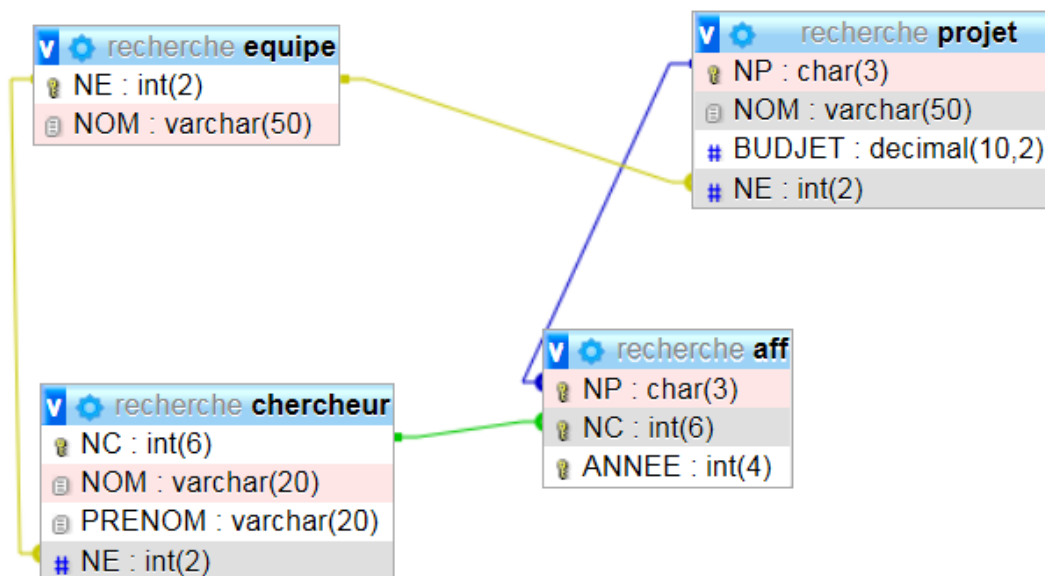 v recherche equipe
NE : int(2)
NOM : varchar(50)
v recherche projet
NP : char(3)
NOM : varchar(50)
# BUDJET : decimal(10,2)
# NE : int(2)
v recherche aff
NP : char(3)
NC : int(6)
ANNEE : int(4)
v recherche chercheur
NC : int(6)
NOM : varchar(20)
PRENOM : varchar(20)
# NE : int(2)